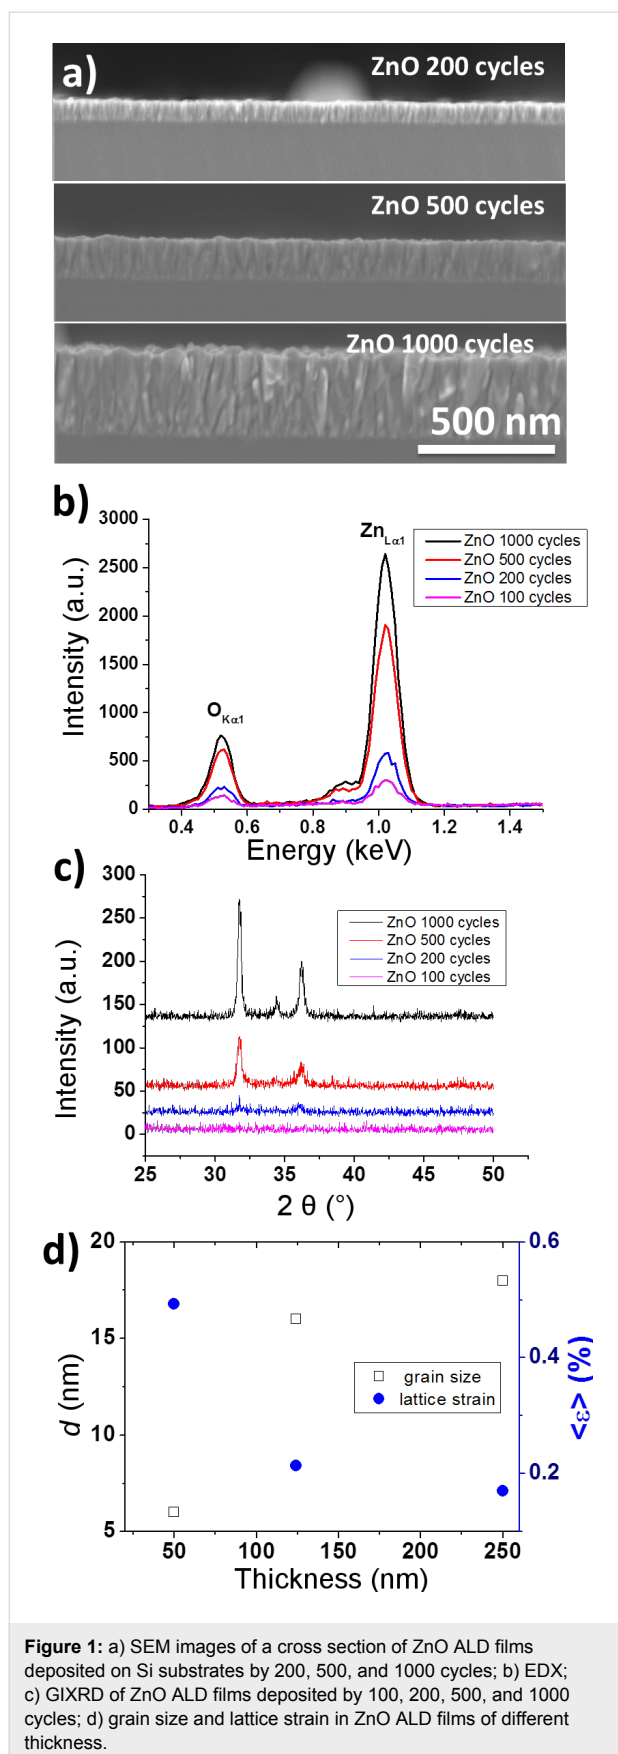 a)
ZnO 200 cycles
ZnO 500 cycles
ZnO 1000 cycles
500 nm
b)
3000
2500
2000
1500
1000
500
0
Intensity (a.u.)
O Kα1
Zn Lα1
ZnO 1000 cycles
ZnO 500 cycles
ZnO 200 cycles
ZnO 100 cycles
0.4 0.6 0.8 1.0 1.2 1.4
Energy (keV)
c)
300
250
200
150
100
50
0
Intensity (a.u.)
ZnO 1000 cycles
ZnO 500 cycles
ZnO 200 cycles
ZnO 100 cycles
25 30 35 40 45 50
2 θ (°)
d)
20
15
10
5
d (nm)
grain size
lattice strain
0.6
0.4
0.2
<ε> (%)
50 100 150 200 250
Thickness (nm)
Figure 1: a) SEM images of a cross section of ZnO ALD films
deposited on Si substrates by 200, 500, and 1000 cycles; b) EDX;
c) GIXRD of ZnO ALD films deposited by 100, 200, 500, and 1000
cycles; d) grain size and lattice strain in ZnO ALD films of different
thickness.